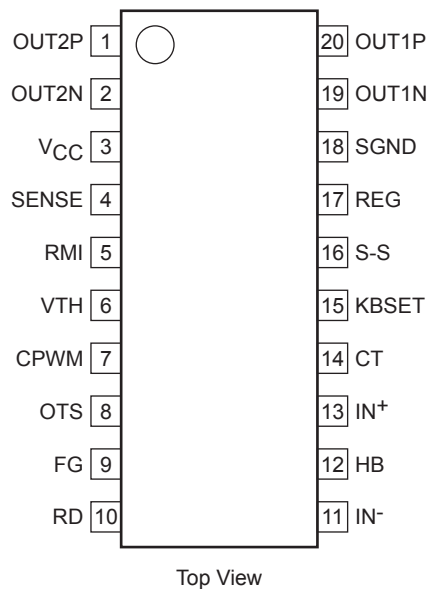 OUT2P 1 20 OUT1P
OUT2N 2 19 OUT1N
VCC 3 18 SGND
SENSE 4 17 REG
RMI 5 16 S-S
VTH 6 15 KBSET
CPWM 7 14 CT
OTS 8 13 IN+
FG 9 12 HB
RD 10 11 IN-
Top View